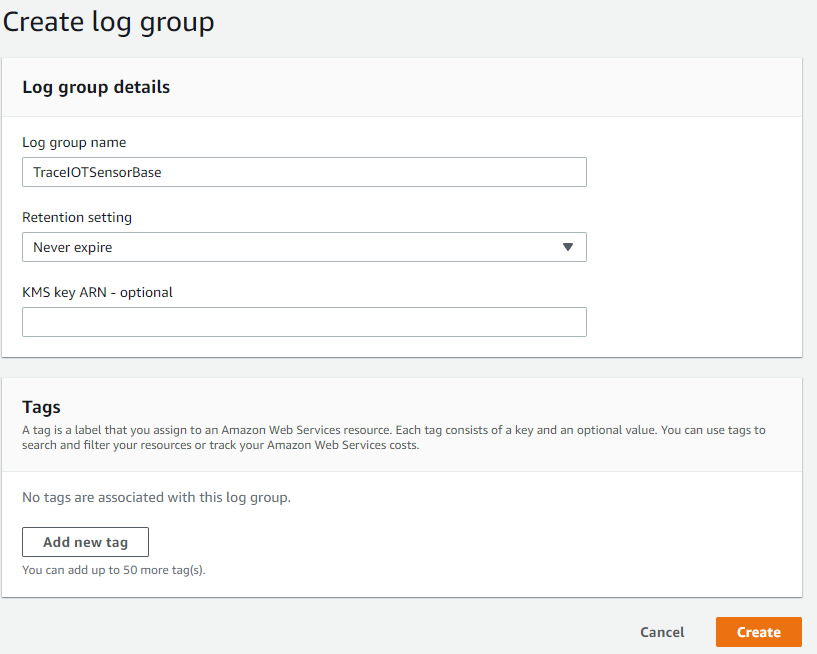 Create log group
Log group details
Log group name
TraceIOTSensorBase
Retention setting
Never expire
KMS key ARN - optional
Tags
A tag is a label that you assign to an Amazon Web Services resource. Each tag consists of a key and an optional value. You can use tags to
search and filter your resources or track your Amazon Web Services costs.
No tags are associated with this log group.
Add new tag
You can add up to 50 more tag(s).
Cancel
Create